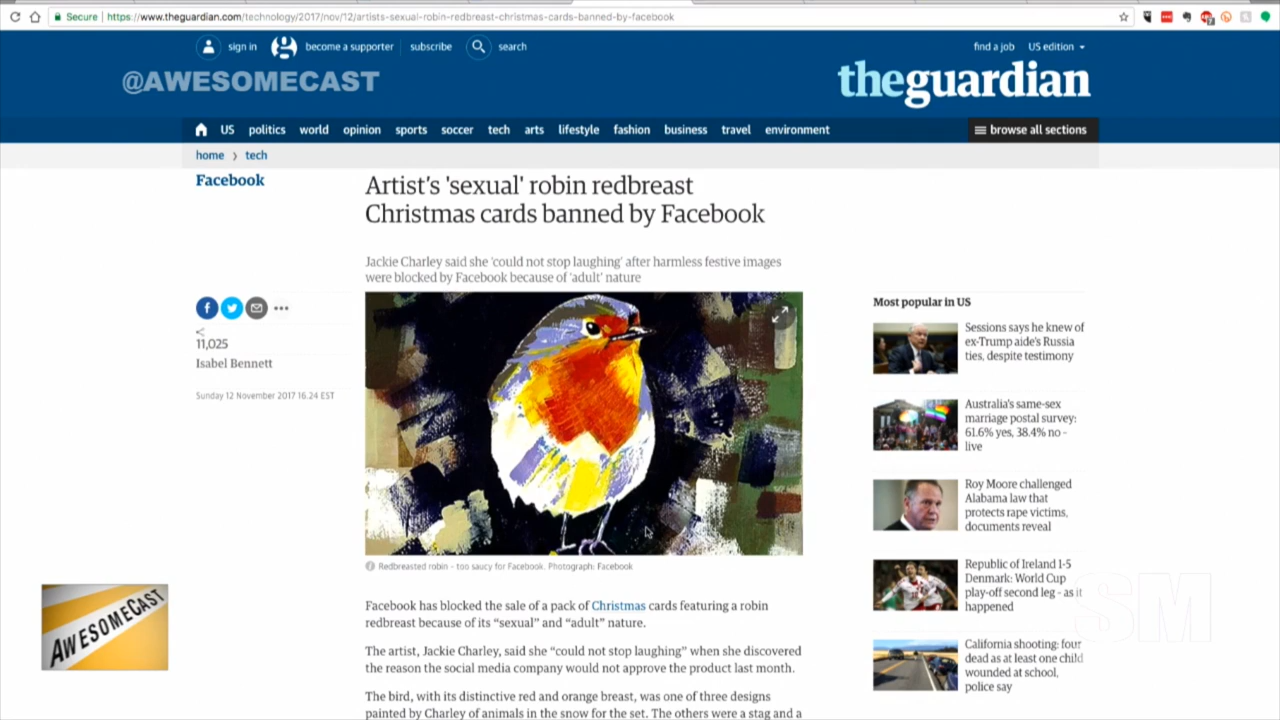 Secure
https://www.theguardian.com/technology/2017/nov/12/artists-sexual-robin-redbreast-christmas-cards-banned-by-facebook
sign in
become a supporter
subscribe
search
find a job
US edition
@AWESOMECAST
theguardian
US politics world opinion sports soccer tech arts lifestyle fashion business travel environment
browse all sections
home
tech
Facebook
Artist's 'sexual' robin redbreast
Christmas cards banned by Facebook
Jackie Charley said she 'could not stop laughing' after harmless festive images
were blocked by Facebook because of 'adult' nature
11,025
Isabel Bennett
Sunday 12 November 2017 16.24 EST
Redbreasted robin - too saucy for Facebook. Photograph: Facebook
Facebook has blocked the sale of a pack of Christmas cards featuring a robin
redbreast because of its “sexual” and “adult” nature.
The artist, Jackie Charley, said she “could not stop laughing” when she discovered
the reason the social media company would not approve the product last month.
The bird, with its distinctive red and orange breast, was one of three designs
painted by Charley of animals in the snow for the set. The others were a stag and a
Most popular in US
Sessions says he knew of
ex-Trump aide's Russia
ties, despite testimony
Australia's same-sex
marriage postal survey:
61.6% yes, 38.4% no -
live
Roy Moore challenged
Alabama law that
protects rape victims,
documents reveal
Republic of Ireland 1-5
Denmark: World Cup
play-off second leg - as it
happened
California shooting: four
dead as at least one child
wounded at school,
police say
AWESOMECAST
SM